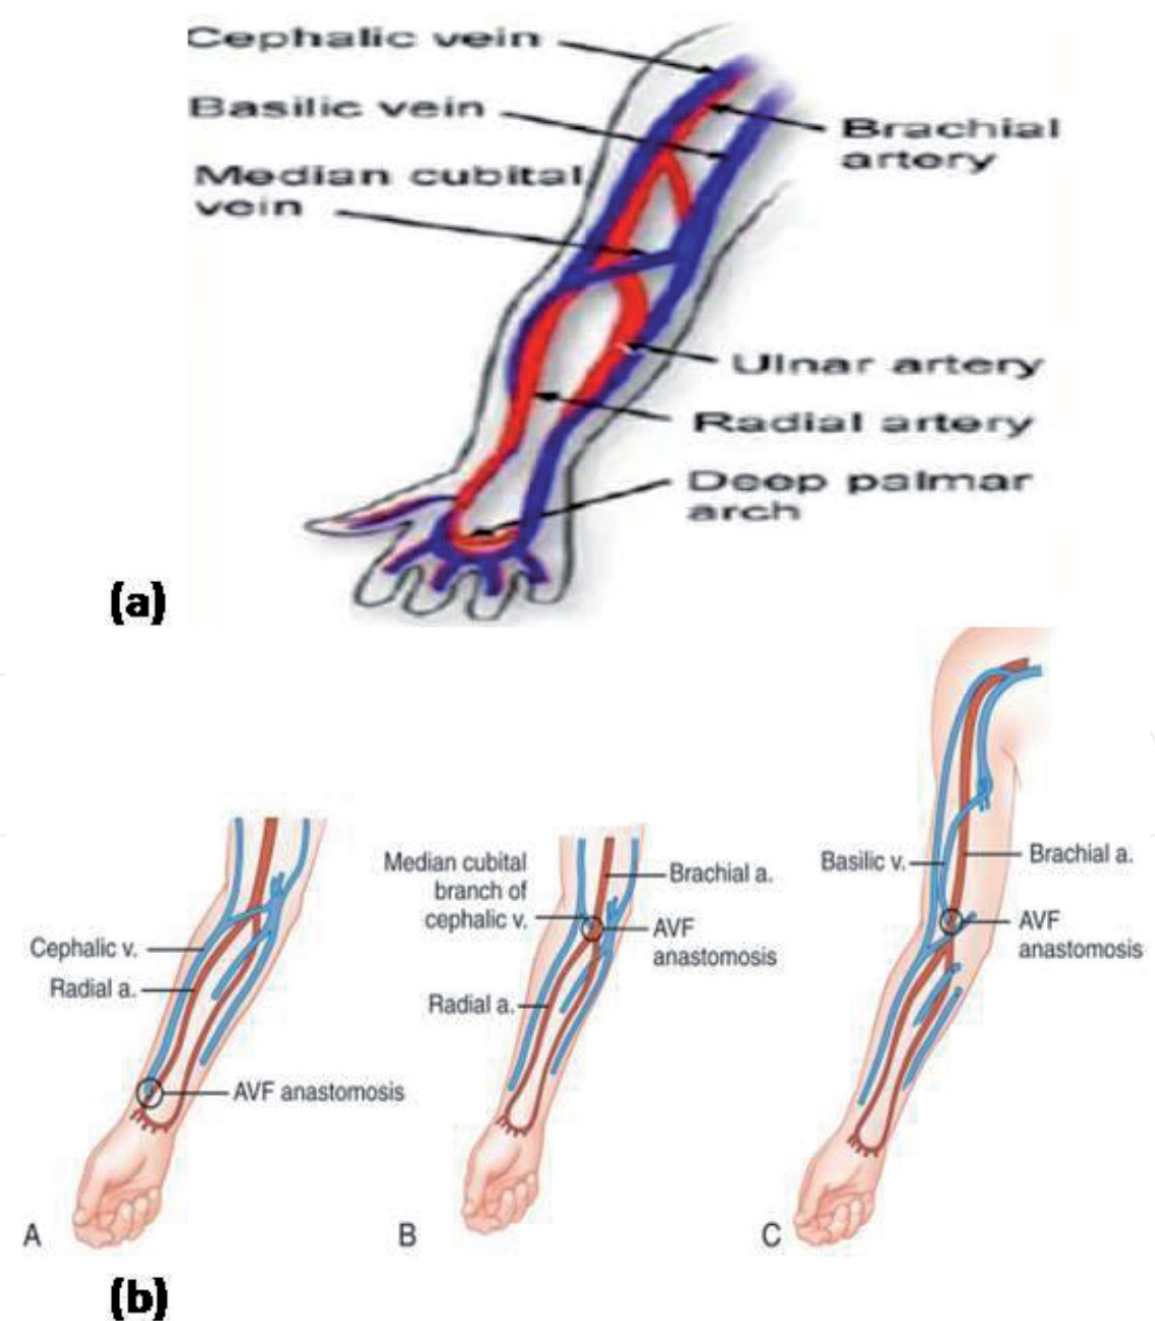 Cephalic vein
Basilic vein
Brachial
artery
Median cubital
vein
Ulnar artery
Radial artery
Deep palmar
arch
(a)
Cephalic v.
Radial a.
AVF anastomosis
A
Median cubital
branch of
cephalic v.
Brachial a.
AVF
anastomosis
Radial a.
B
Basilic v.
Brachial a.
AVF
anastomosis
C
(b)